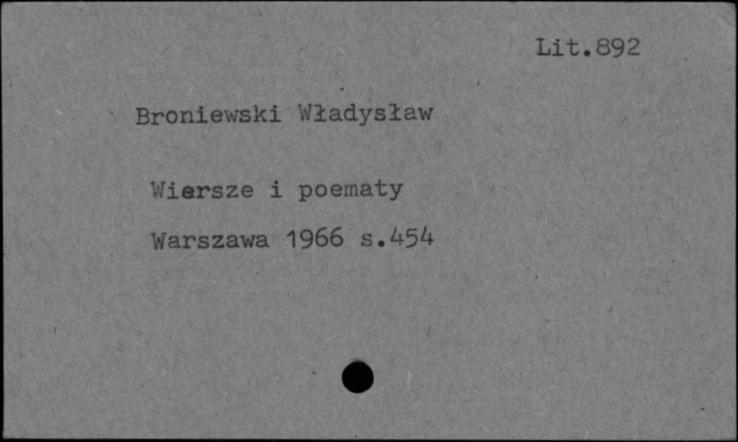 Lit.892
Broniewski Władysław
Wiersze i poematy
Warszawa 1966 s.454